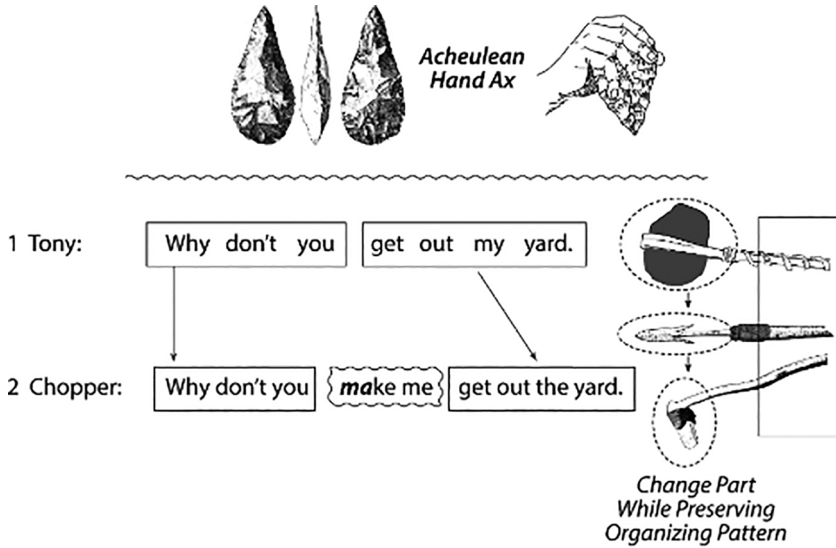 Acheulean
Hand Ax
1 Tony: Why don't you get out my yard.
2 Chopper: Why don't you make me get out the yard.
Change Part
While Preserving
Organizing Pattern